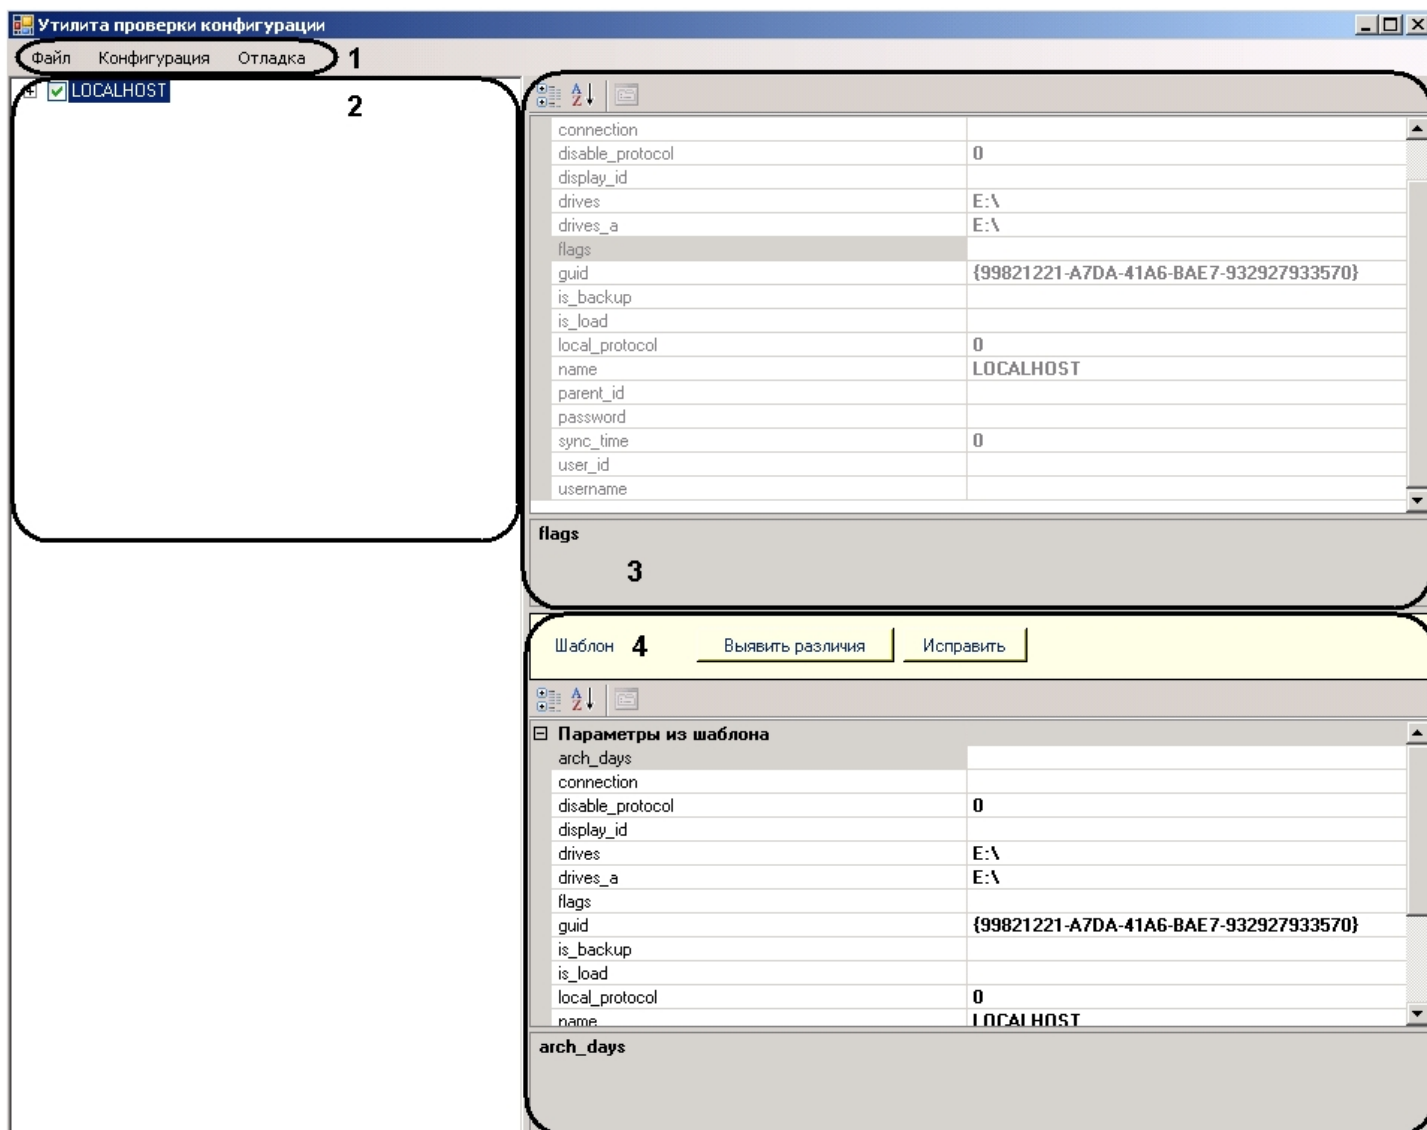 Утилита проверки конфигурации
Файл Конфигурация Отладка 1
LOCALHOST
2
connection
disable_protocol 0
display_id
drives E:\
drives_a E:\
flags
guid {99821221-A7DA-41A6-BAE7-932927933570}
is_backup
is_load
local_protocol 0
name LOCALHOST
parent_id
password
sync_time 0
user_id
username
flags
3
Шаблон 4 Выявить различия Исправить
Параметры из шаблона
arch_days
connection
disable_protocol 0
display_id
drives E:\
drives_a E:\
flags
guid {99821221-A7DA-41A6-BAE7-932927933570}
is_backup
is_load
local_protocol 0
name LOCALHOST
arch_days